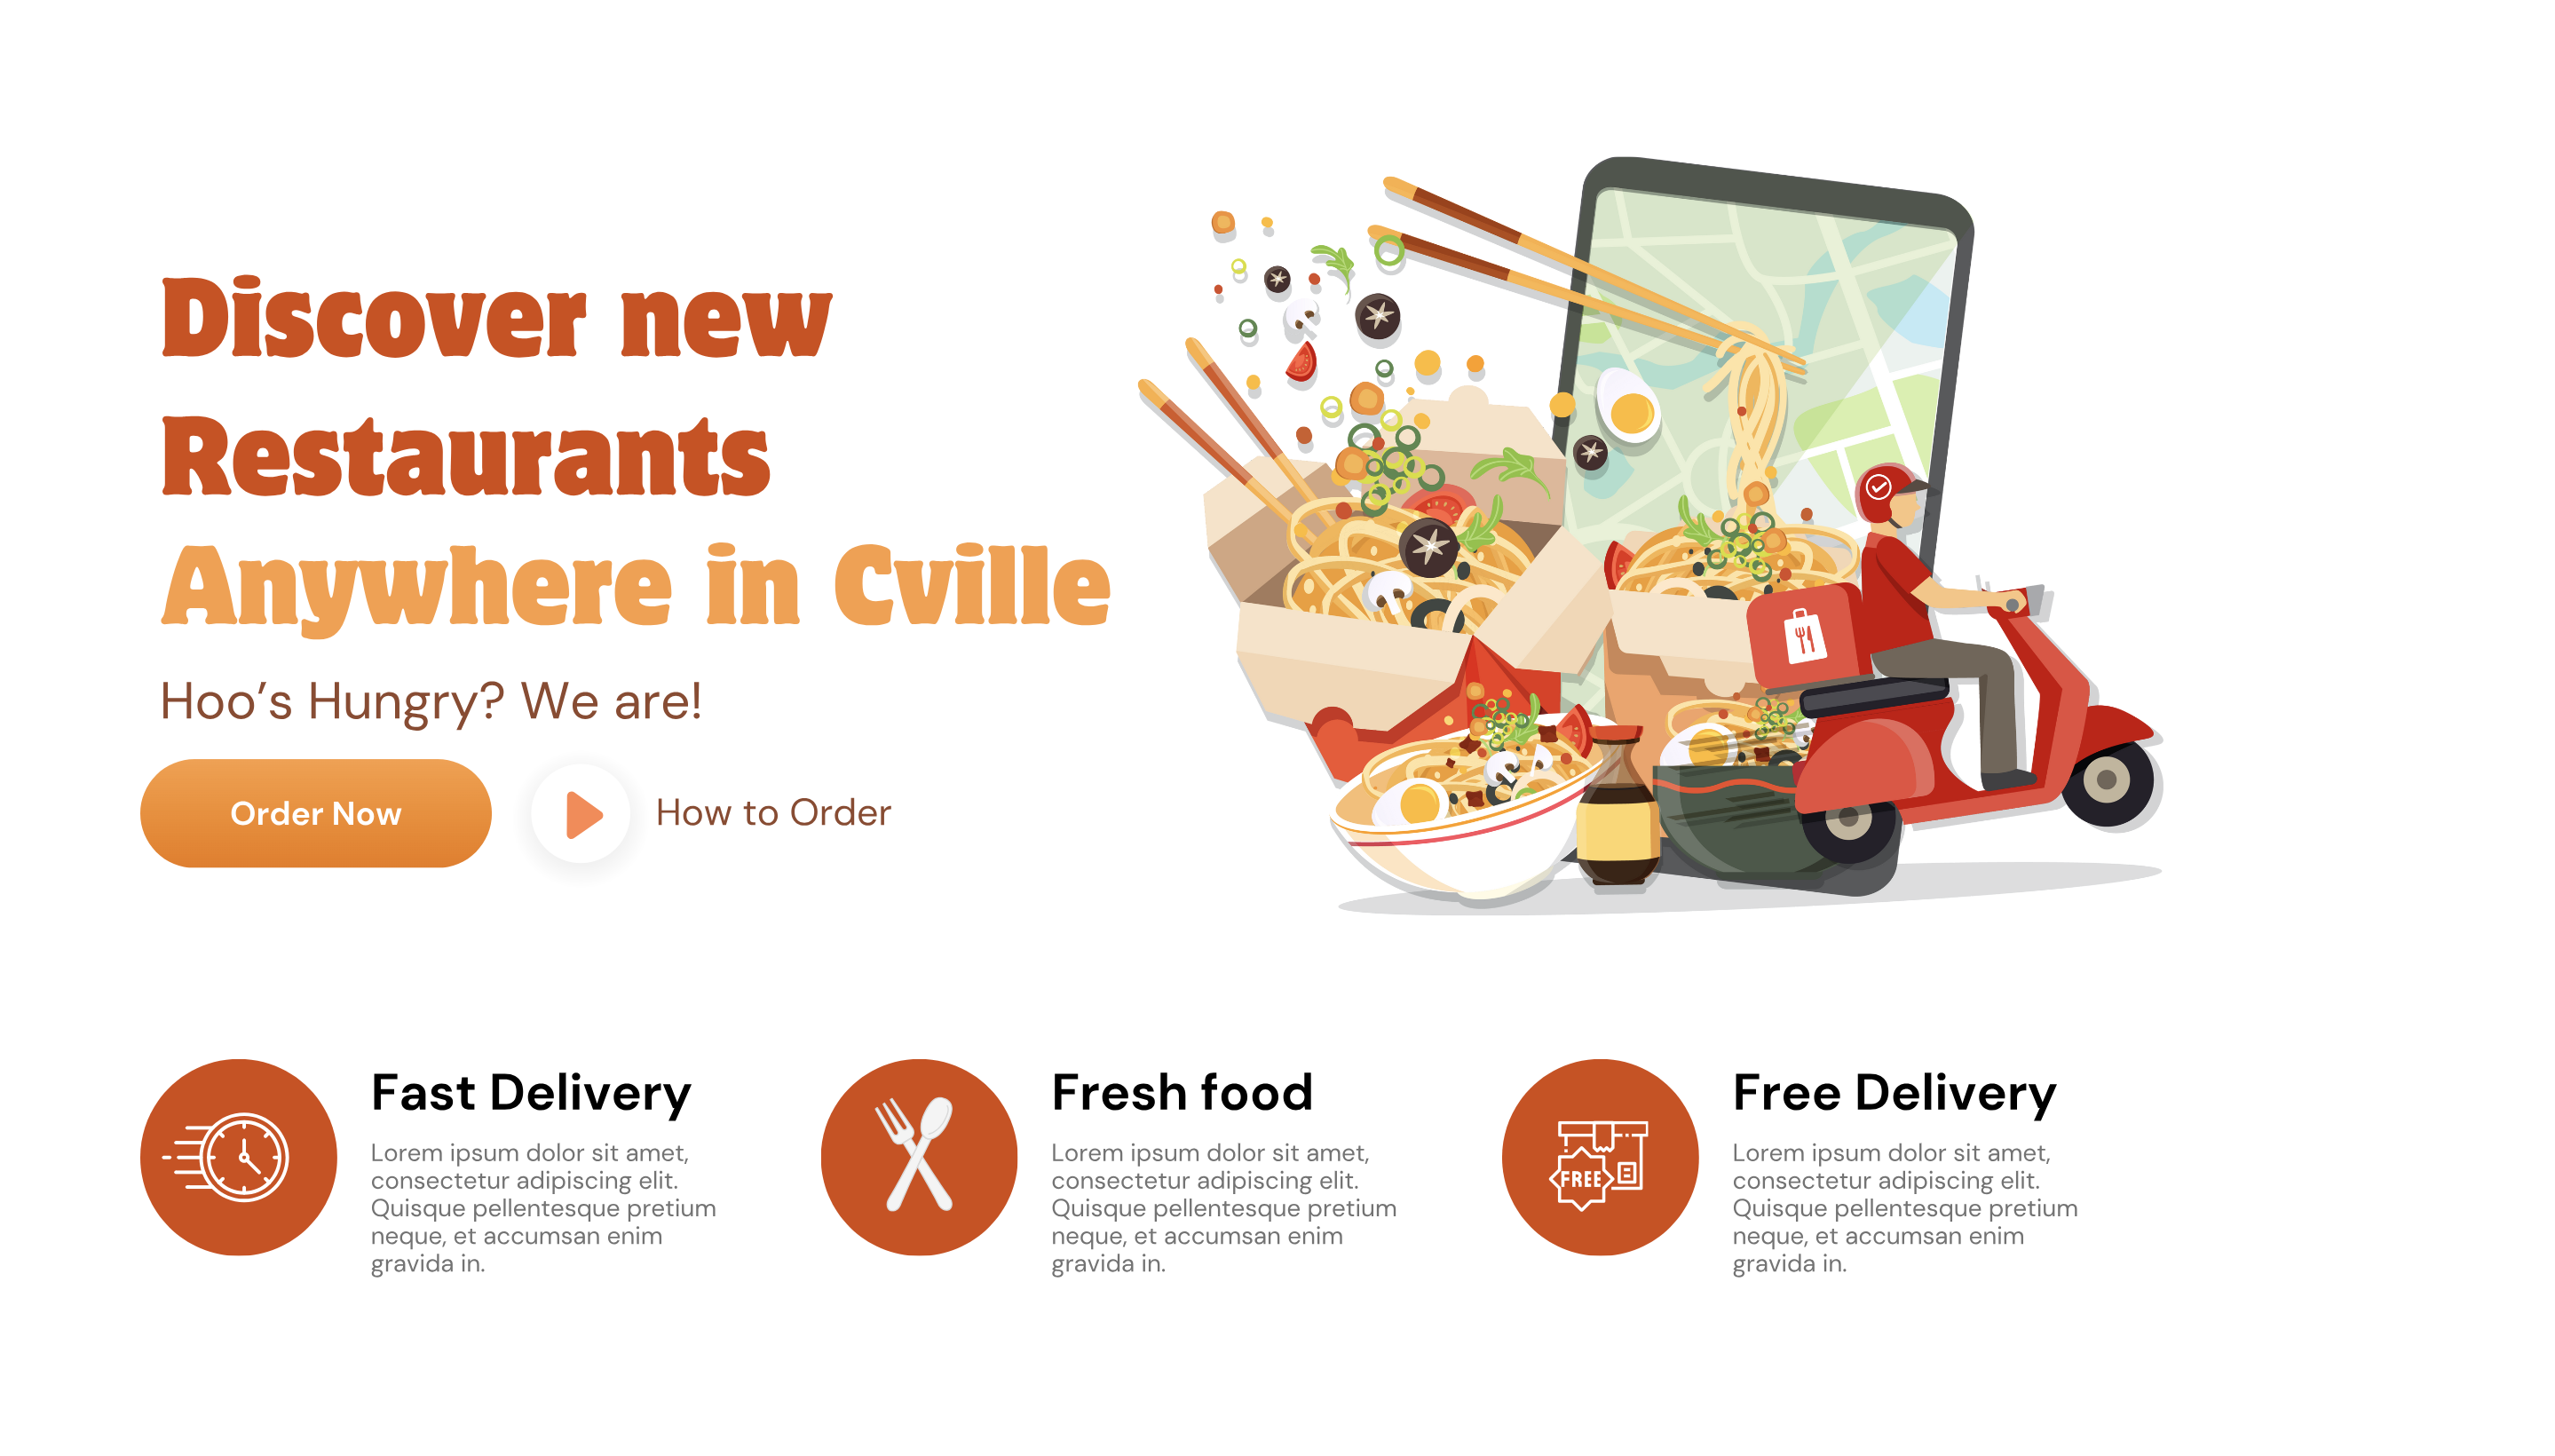 Discover new
Restaurants
Anywhere in Cville
Hoo’s Hungry? We are!
Order Now
How to Order
Fast Delivery
Lorem ipsum dolor sit amet,
consectetur adipiscing elit.
Quisque pellentesque pretium
neque, et accumsan enim
gravida in.
Fresh food
Lorem ipsum dolor sit amet,
consectetur adipiscing elit.
Quisque pellentesque pretium
neque, et accumsan enim
gravida in.
FREE
Free Delivery
Lorem ipsum dolor sit amet,
consectetur adipiscing elit.
Quisque pellentesque pretium
neque, et accumsan enim
gravida in.